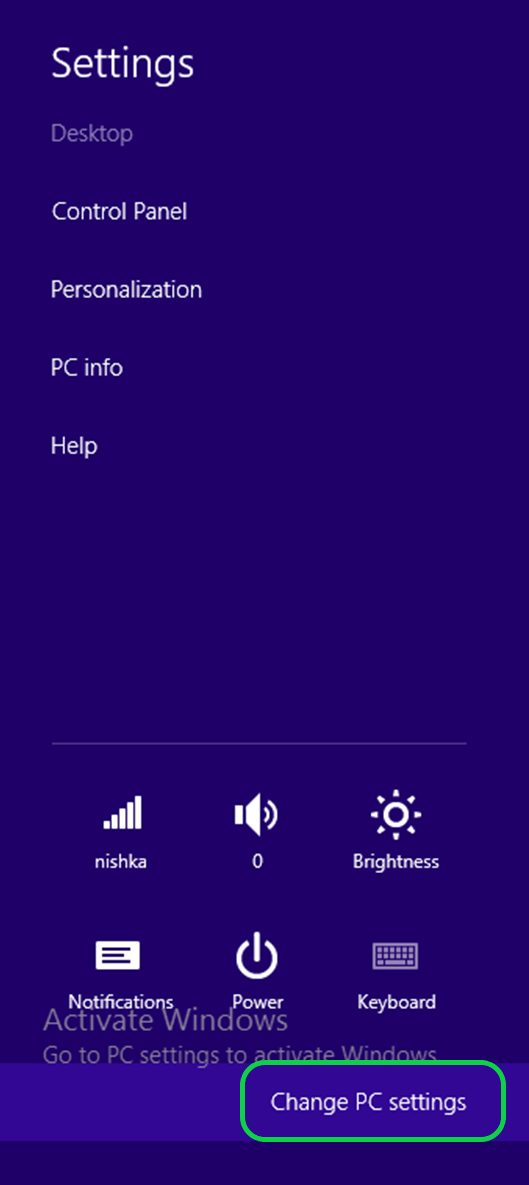 Settings
Desktop
Control Panel
Personalization
PC info
Help
nishka 0 Brightness
Notifications Power Keyboard
Activate Windows
Go to PC settings to activate Windows
Change PC settings